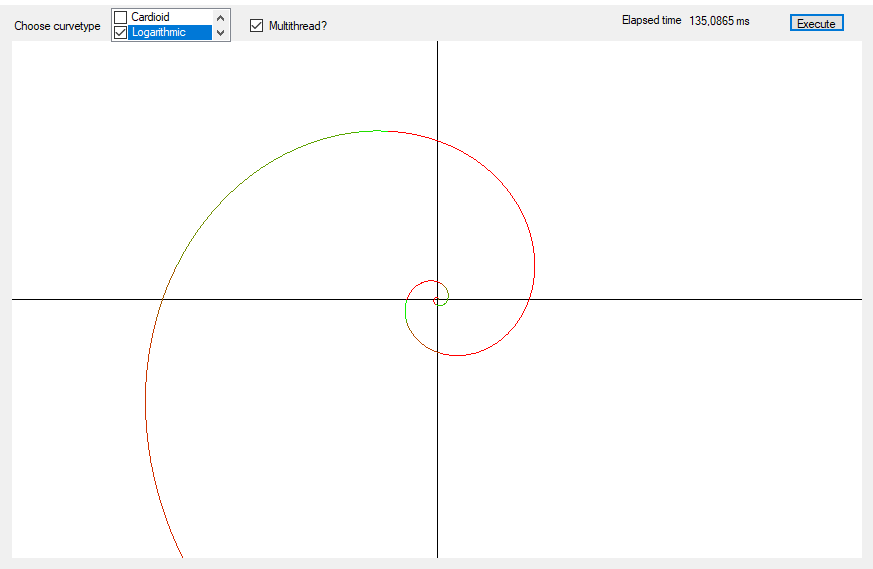 Choose curvetype
Cardioid
Logarithmic
Multithread?
Elapsed time 135,0865 ms
Execute